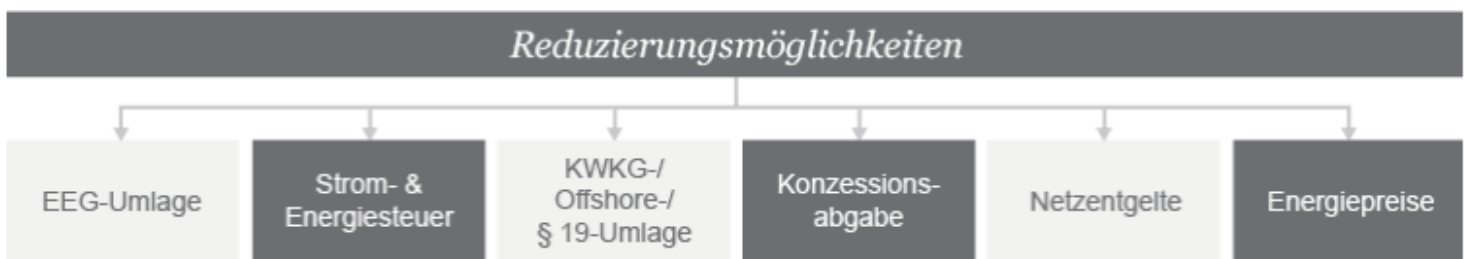 Reduzierungsmöglichkeiten
EEG-Umlage
Strom- &
Energiesteuer
KWKG-/
Offshore-/
§ 19-Umlage
Konzessions-
abgabe
Netzentgelte
Energiepreise